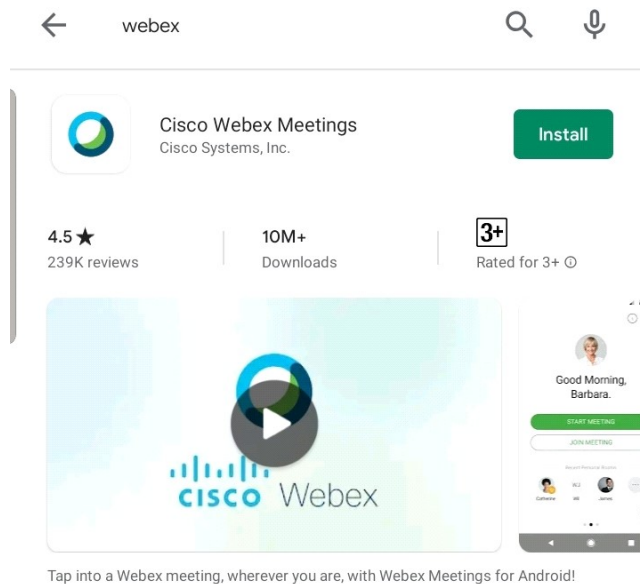 webex
Cisco Webex Meetings
Cisco Systems, Inc.
Install
4.5★
239K reviews
10M+
Downloads
3+
Rated for 3+
CISCO Webex
Good Morning,
Barbara.
START MEETING
JOIN MEETING
Tap into a Webex meeting, wherever you are, with Webex Meetings for Android!